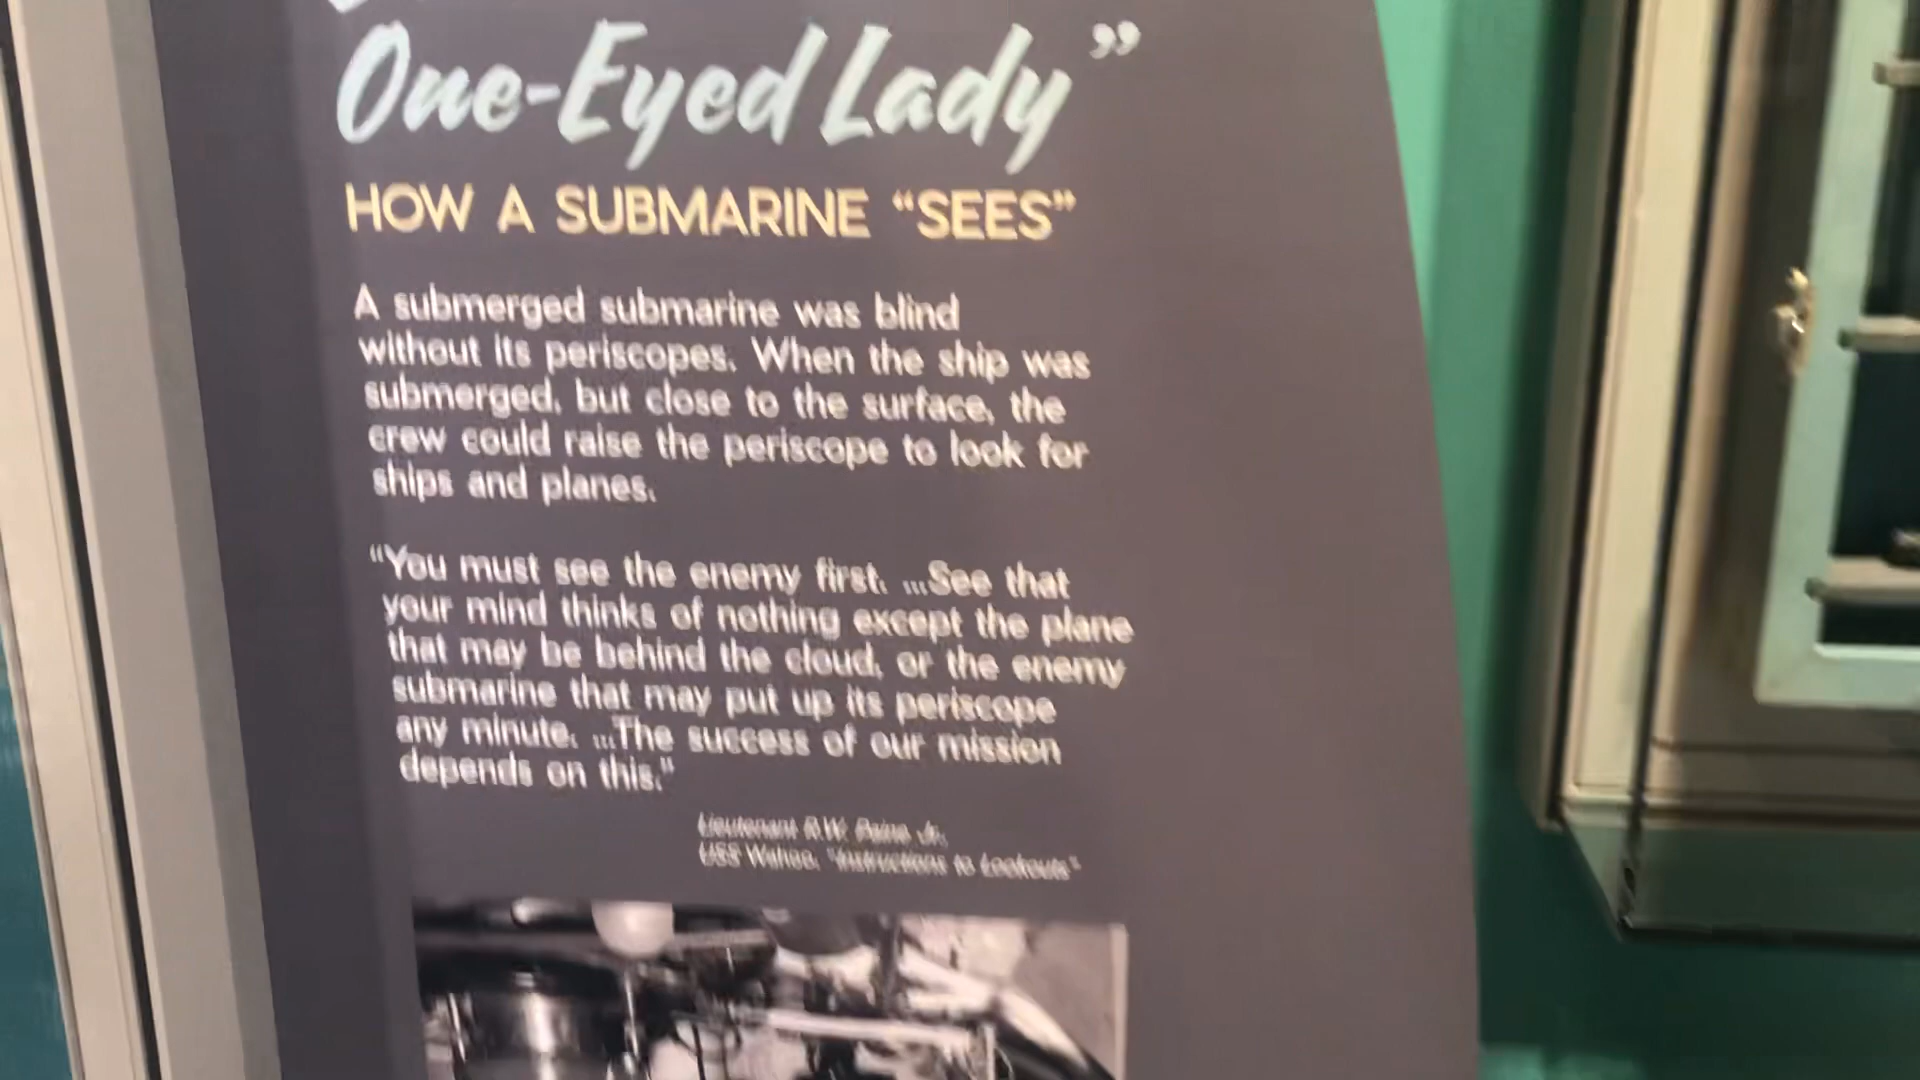 One-Eyed Lady”
HOW A SUBMARINE “SEES”
A submerged submarine was blind
without its periscopes. When the ship was
submerged, but close to the surface, the
crew could raise the periscope to look for
ships and planes.
“You must see the enemy first. ...See that
your mind thinks of nothing except the plane
that may be behind the cloud, or the enemy
submarine that may put up its periscope
any minute. ...The success of our mission
depends on this.”
Lieutenant R.W. Paine Jr.
USS Wahoo, “Instructions to Lookouts”